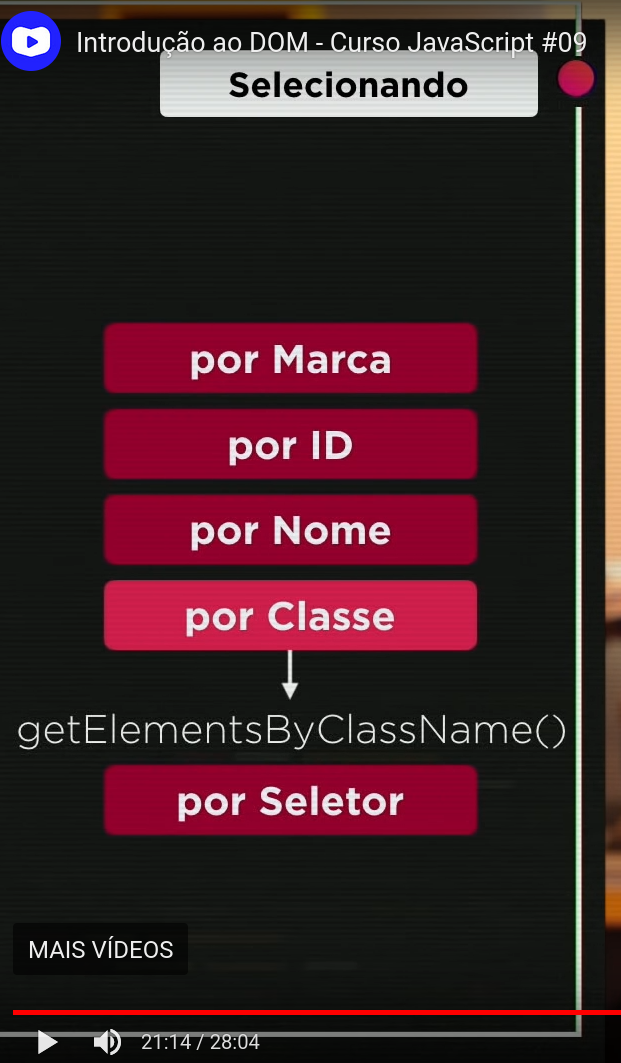 Introdução ao DOM - Curso JavaScript #09
Selecionando
por Marca
por ID
por Nome
por Classe
getElementsByClassName()
por Seletor
MAIS VÍDEOS
21:14 / 28:04